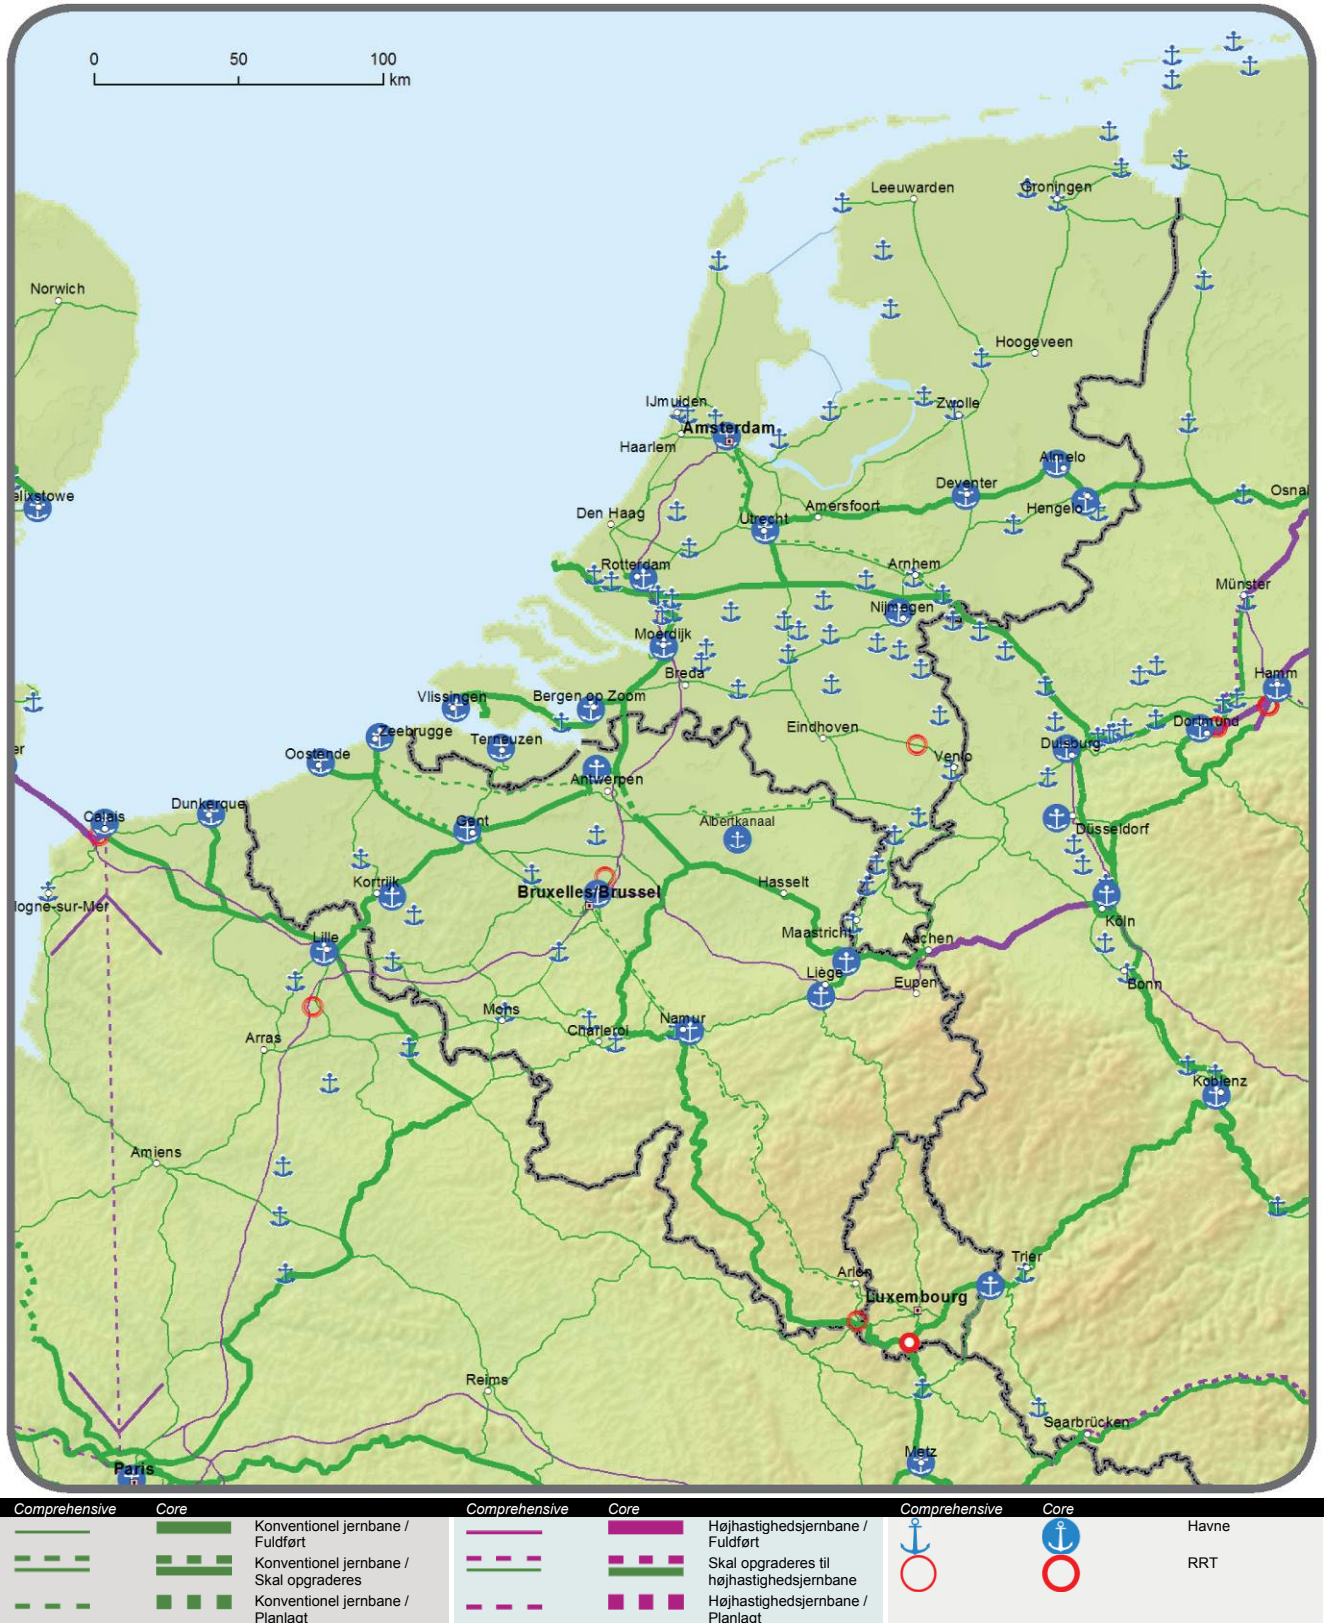 0 50 100
km
Leeuwarden
Groningen
Norwich
Hoogeveen
IJmuiden
Zwolle
Amsterdam
Haarlem
Almelo
Deventer
elixstowe
Osnal
Amersfoort
Hengelo
Den Haag
Utrecht
Rotterdam
Arnhem
Münster
Nijmegen
Moerdijk
Breda
Hamm
Vlissingen
Bergen op Zoom
Dortmund
Eindhoven
Zeebrugge
Terneuzen
Duisburg
er
Oostende
Venlo
Antwerpen
Dunkerque
Calais
Gent
Albertkanaal
Düsseldorf
Kortrijk
Hasselt
Bruxelles/Brussel
logne-sur-Mer
Köln
Maastricht
Lille
Aachen
Liège
Eupen
Bonn
Mons
Namur
Charleroi
Arras
Koblenz
Amiens
Trier
Arlon
Luxembourg
Reims
Saarbrücken
Metz
Paris
Comprehensive Core Comprehensive Core Comprehensive Core
Konventionel jernbane /
Fuldført
Konventionel jernbane /
Skal opgraderes
Konventionel jernbane /
Planlagt
Højhastighedsjernbane /
Fuldført
Skal opgraderes til
højhastighedsjernbane
Højhastighedsjernbane /
Planlagt
Havne
RRT